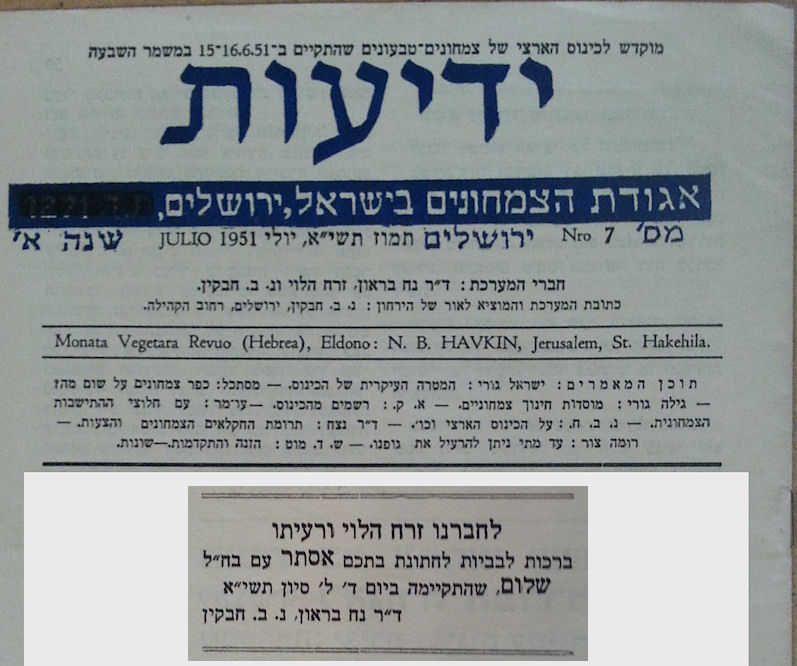 מוקדש לכינוס הארצי של צמחונים־טבעונים שהתקיים ב־15־16.6.51 במשמר השבעה
ידיעות
אגודת הצמחונים בישראל, ירושלים,
מס׳ 7 Nro ירושלים תמוז תשי״א, יולי JULIO 1951 שנה א׳
חברי המערכת: ד״ר נח בראון, זרח הלוי ונ. ב. חבקין.
כתובת המערכת והמוציא לאור של הירחון: נ. ב. חבקין, ירושלים, רחוב הקהילה.
Monata Vegetara Revuo (Hebrea), Eldono: N. B. HAVKIN, Jerusalem, St. Hakehila.
תוכן המאמרים: ישראל גורי: המטרה העיקרית של הכינוס. — מסתכל: כפר צמחונים על שום מה?
— גילה גורי: מוסדות חינוך צמחוניים. — א. ק.: רשמים מהכינוס. — עומר: עם חלוצי ההתישבות
הצמחונית. — נ. ב. ח.: על הכינוס הארצי וכו׳. — ד״ר נצח: תרומת החקלאים הצמחונים והצעות. —
רומה צור: עד מתי ניתן להרעיל את גופנו. — ש. ד. מוט: הזנה והתקדמות.—שונות.
לחברנו זרח הלוי ורעיתו
ברכות לבביות לחתונת בתכם אסתר עם בח״ל
שלום, שהתקיימה ביום ד׳ ל׳ סיון תשי״א
ד״ר נח בראון, נ. ב. חבקין